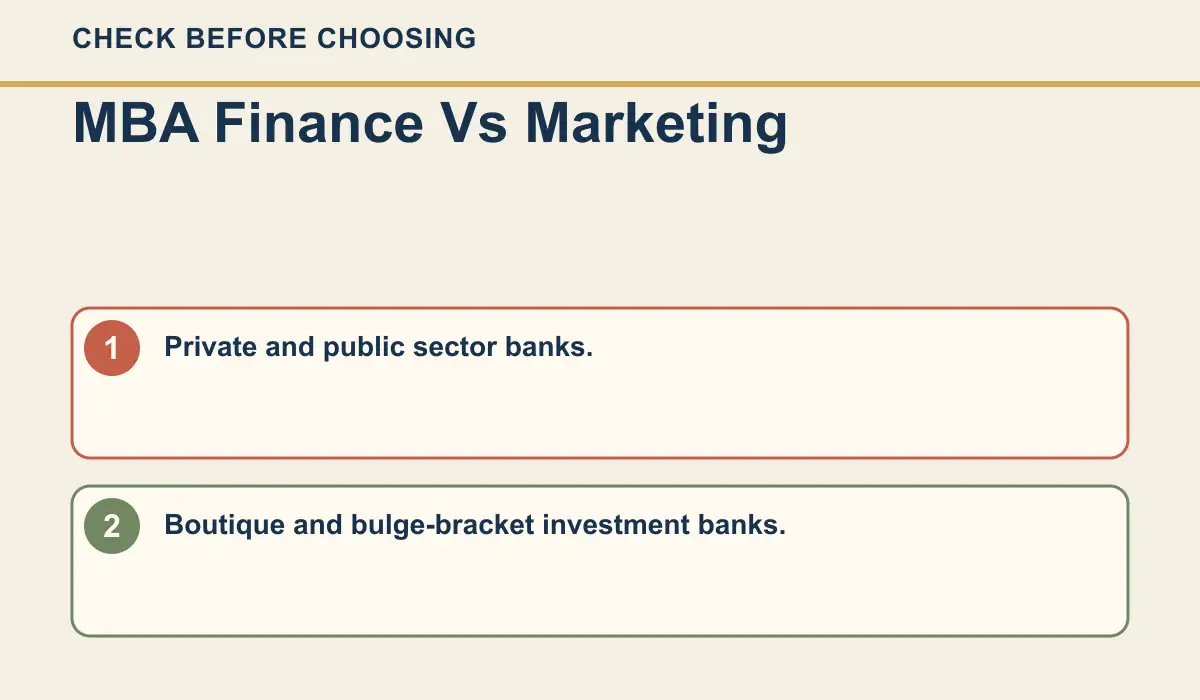 CHECK BEFORE CHOOSING
MBA Finance Vs Marketing
1 Private and public sector banks.
2 Boutique and bulge-bracket investment banks.